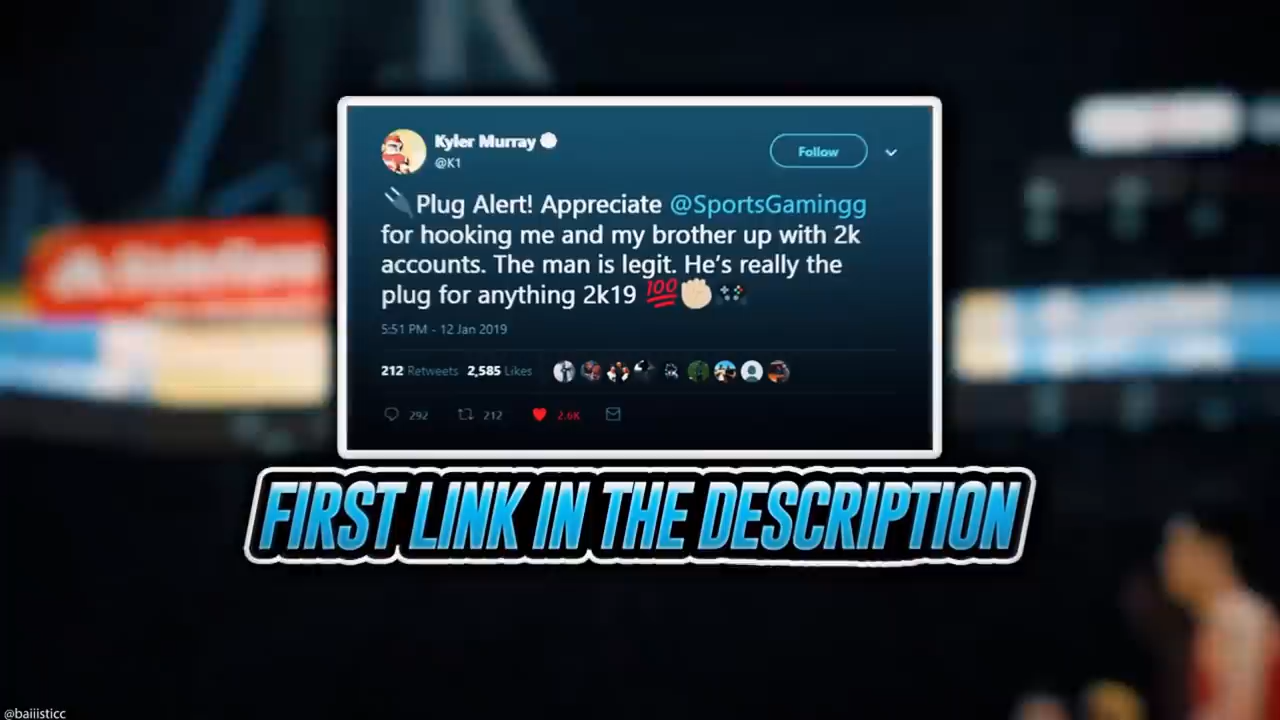 Kyler Murray
@K1
Follow
Plug Alert! Appreciate @SportsGamingg
for hooking me and my brother up with 2k
accounts. The man is legit. He's really the
plug for anything 2k19 💯✊🏻🎮
5:51 PM - 12 Jan 2019
212 Retweets 2,585 Likes
292 212 2.6K
FIRST LINK IN THE DESCRIPTION
@baiiisticc